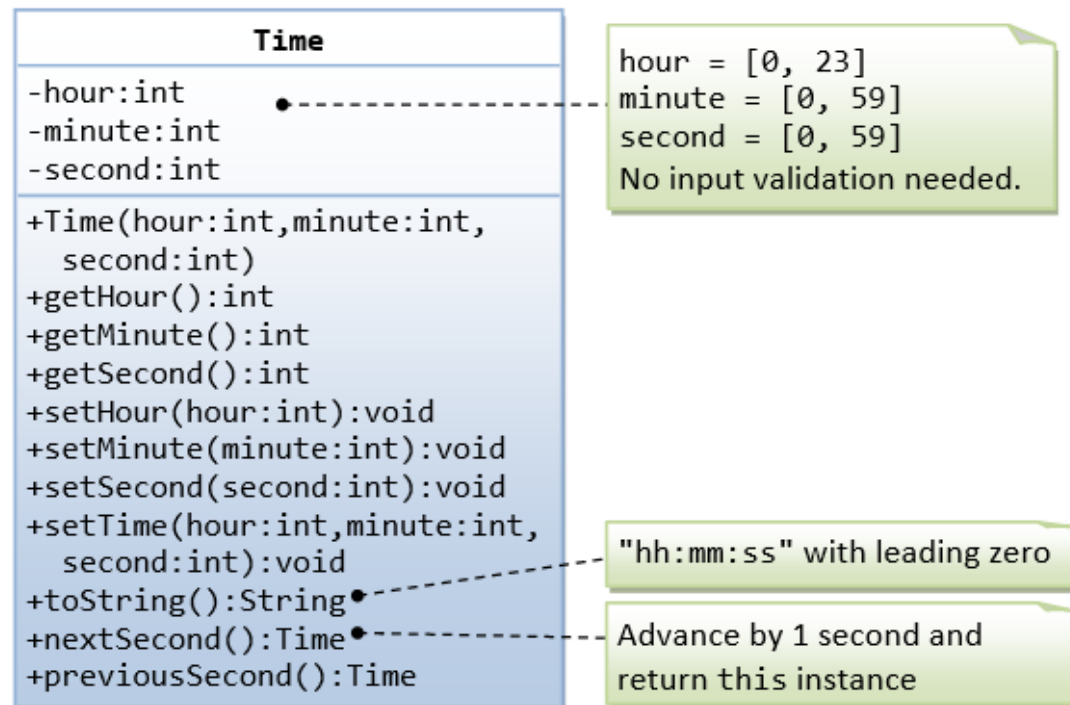 Time
-hour:int
-minute:int
-second:int
+Time(hour:int,minute:int,
second:int)
+getHour():int
+getMinute():int
+getSecond():int
+setHour(hour:int):void
+setMinute(minute:int):void
+setSecond(second:int):void
+setTime(hour:int,minute:int,
second:int):void
+toString():String
+nextSecond():Time
+previousSecond():Time
hour = [0, 23]
minute = [0, 59]
second = [0, 59]
No input validation needed.
"hh:mm:ss" with leading zero
Advance by 1 second and
return this instance